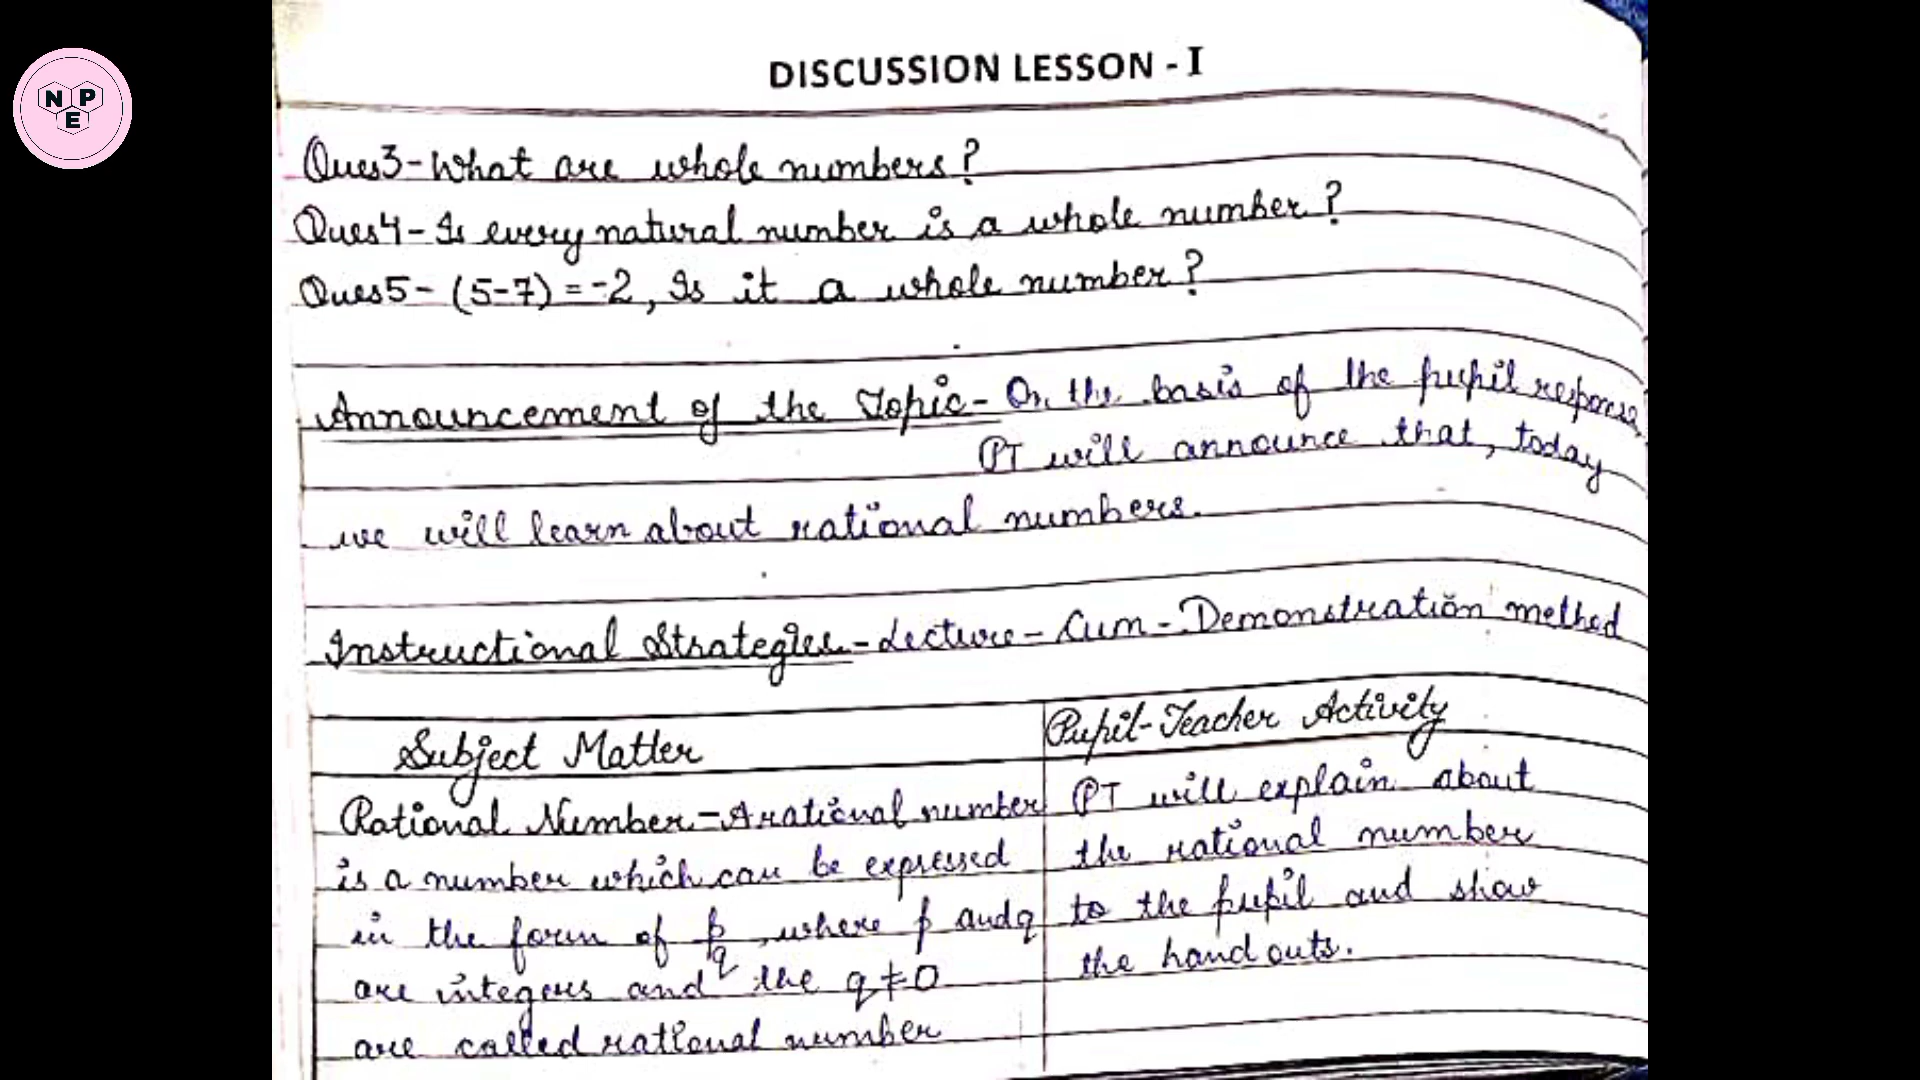 N P
E
DISCUSSION LESSON - I
Ques3-What are whole numbers?
Ques4-Is every natural number is a whole number?
Ques5- (5-7) = -2, Is it a whole number?
Announcement of the Topic- On the basis of the pupil response,
PT will announce that, today
we will learn about rational numbers.
Instructional Strategies-Lecture-Cum-Demonstration method
Subject Matter
Rational Number-A rational number
is a number which can be expressed
in the form of p/q, where p and q
are integers and the q≠0
are called rational number
Pupil-Teacher Activity
PT will explain about
the rational number
to the pupil and show
the hand outs.